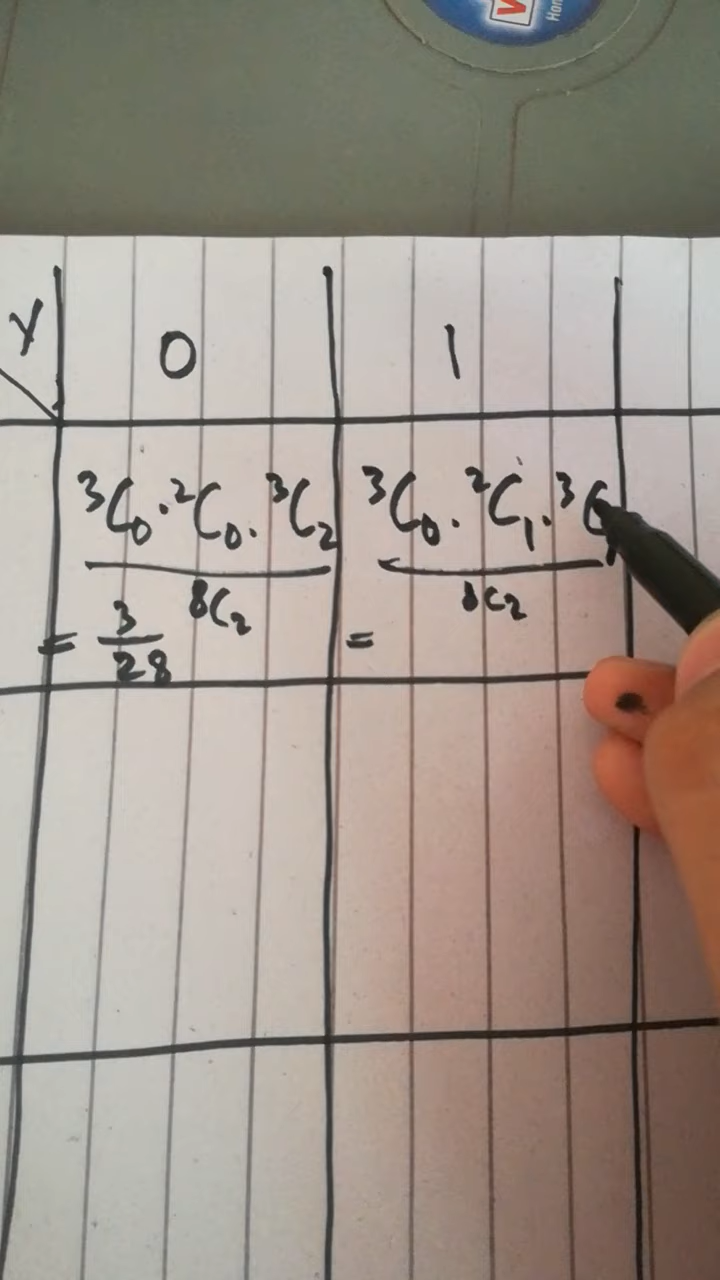 Y 0 1
³C₀.²C₀.³C₂ ³C₀.²C₁.³C
8C₂ 8C₂
= 3/28 =